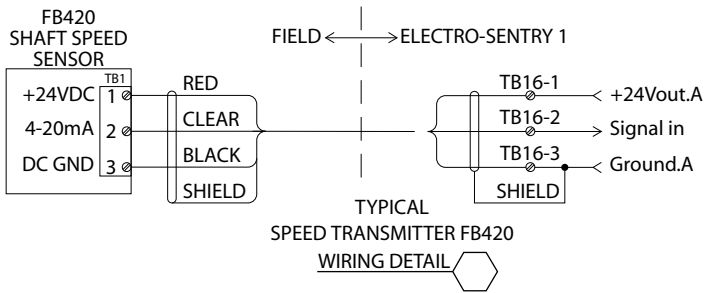 FB420
SHAFT SPEED
SENSOR
FIELD
ELECTRO-SENTRY 1
TB1
+24VDC 1
RED
4-20mA 2
CLEAR
DC GND 3
BLACK
SHIELD
TB16-1
+24Vout.A
TB16-2
Signal in
TB16-3
Ground.A
SHIELD
TYPICAL
SPEED TRANSMITTER FB420
WIRING DETAIL